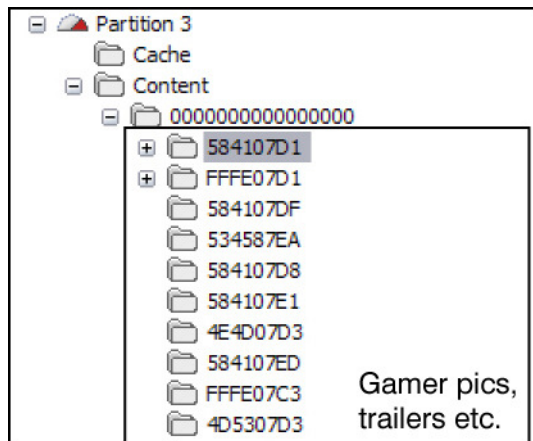 Partition 3
Cache
Content
0000000000000000
584107D1
FFFE07D1
584107DF
534587EA
584107D8
584107E1
4E4D07D3
584107ED
FFFE07C3
4D5307D3
Gamer pics,
trailers etc.